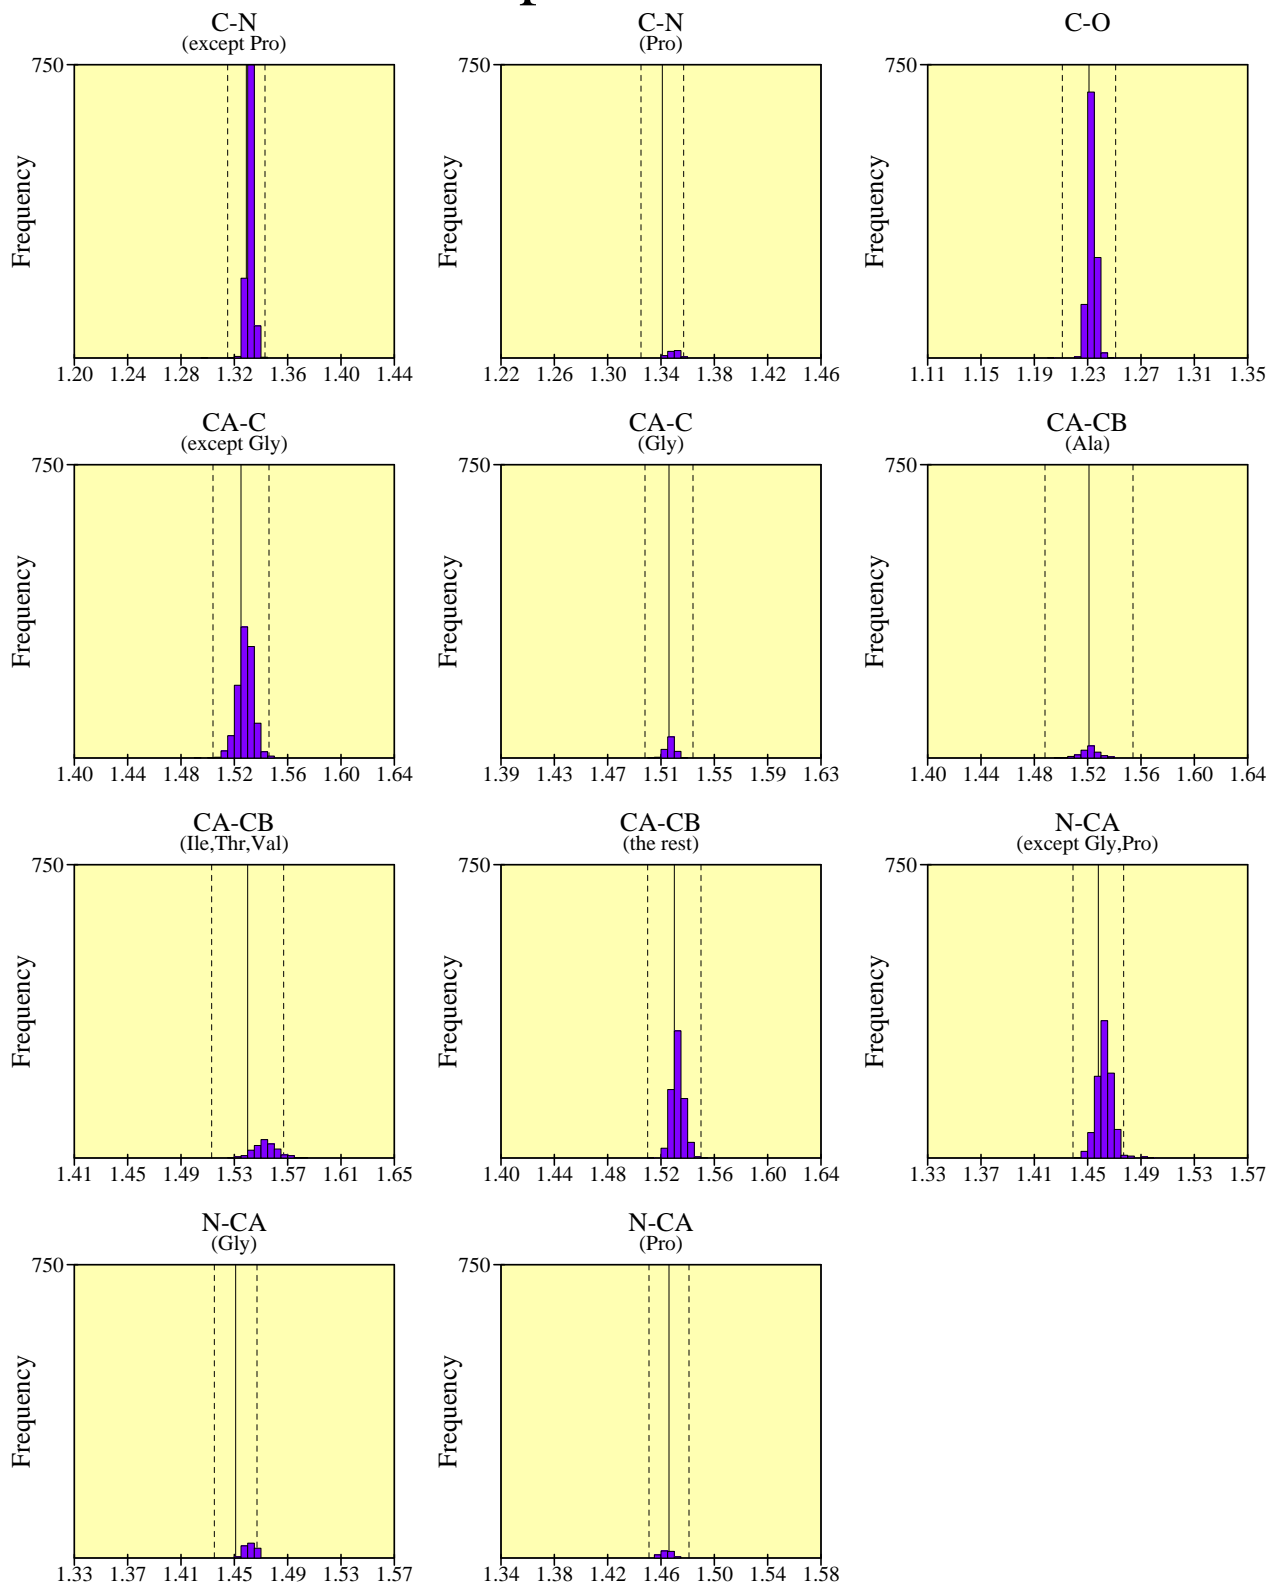 C-N
(except Pro)
750
Frequency
1.20 1.24 1.28 1.32 1.36 1.40 1.44
C-N
(Pro)
750
Frequency
1.22 1.26 1.30 1.34 1.38 1.42 1.46
C-O
750
Frequency
1.11 1.15 1.19 1.23 1.27 1.31 1.35
CA-C
(except Gly)
750
Frequency
1.40 1.44 1.48 1.52 1.56 1.60 1.64
CA-C
(Gly)
750
Frequency
1.39 1.43 1.47 1.51 1.55 1.59 1.63
CA-CB
(Ala)
750
Frequency
1.40 1.44 1.48 1.52 1.56 1.60 1.64
CA-CB
(Ile,Thr,Val)
750
Frequency
1.41 1.45 1.49 1.53 1.57 1.61 1.65
CA-CB
(the rest)
750
Frequency
1.40 1.44 1.48 1.52 1.56 1.60 1.64
N-CA
(except Gly,Pro)
750
Frequency
1.33 1.37 1.41 1.45 1.49 1.53 1.57
N-CA
(Gly)
750
Frequency
1.33 1.37 1.41 1.45 1.49 1.53 1.57
N-CA
(Pro)
750
Frequency
1.34 1.38 1.42 1.46 1.50 1.54 1.58